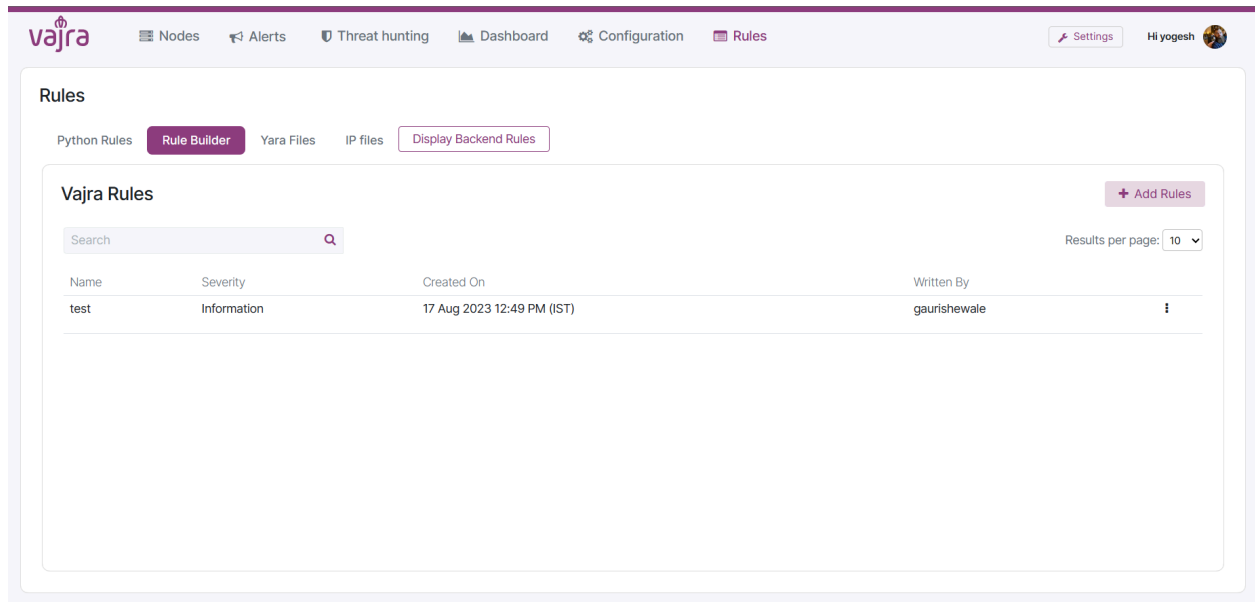 vajra Nodes Alerts Threat hunting Dashboard Configuration Rules Settings Hi yogesh
Rules
Python Rules Rule Builder Yara Files IP files Display Backend Rules
Vajra Rules + Add Rules
Search Results per page: 10
Name Severity Created On Written By
test Information 17 Aug 2023 12:49 PM (IST) gaurishewale